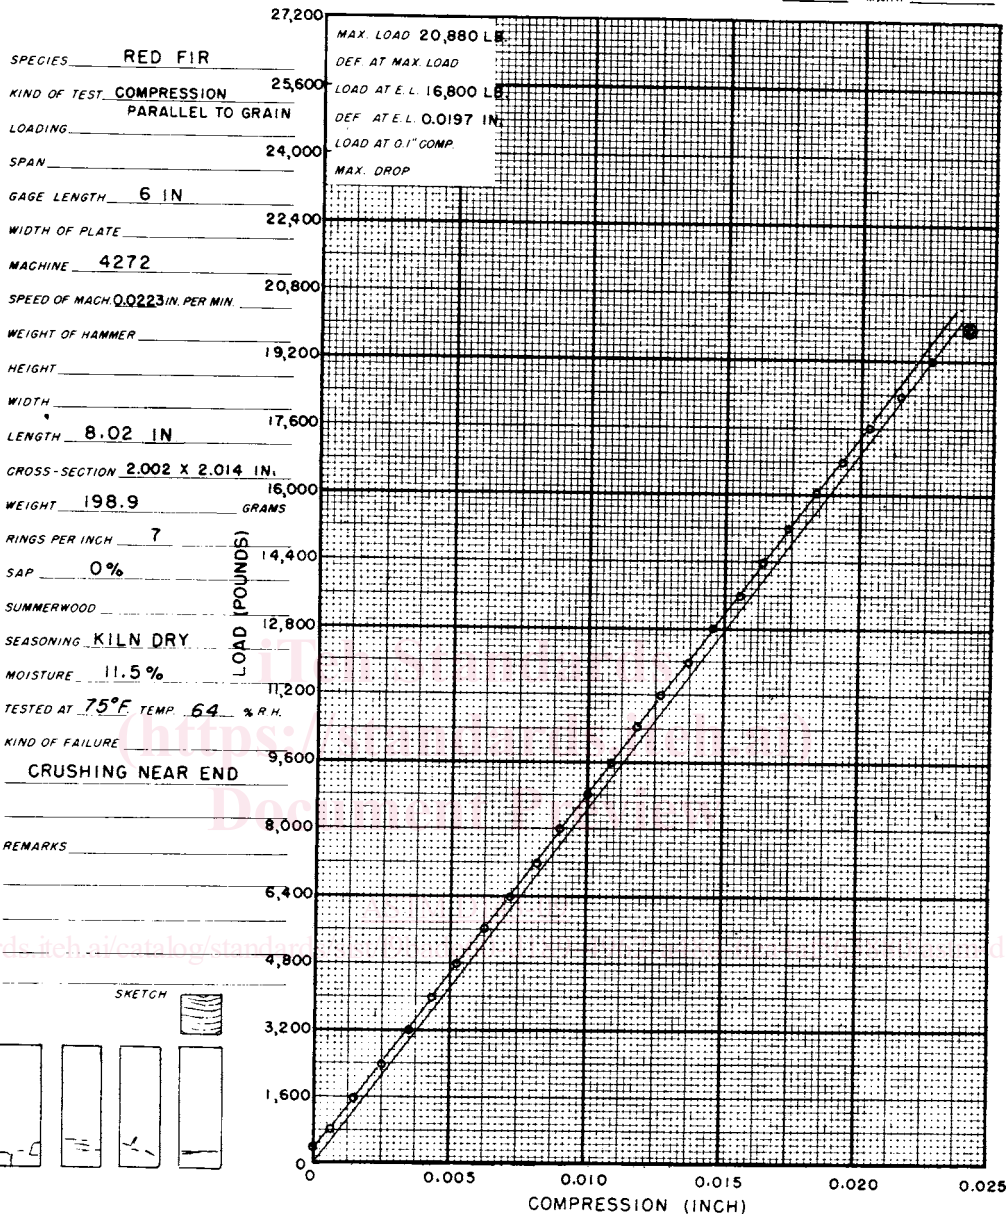 SPECIES RED FIR
KIND OF TEST COMPRESSION
PARALLEL TO GRAIN
LOADING
SPAN
GAGE LENGTH 6 IN
WIDTH OF PLATE
MACHINE 4272
SPEED OF MACH. 0.0223 IN. PER MIN.
WEIGHT OF HAMMER
HEIGHT
WIDTH
LENGTH 8.02 IN
CROSS-SECTION 2.002 X 2.014 IN.
WEIGHT 198.9 GRAMS
RINGS PER INCH 7
SAP 0%
SUMMERWOOD
SEASONING KILN DRY
MOISTURE 11.5%
TESTED AT 75°F TEMP. 64 % R.H.
KIND OF FAILURE
CRUSHING NEAR END
REMARKS
SKETCH
MAX. LOAD 20,880 LB.
DEF. AT MAX. LOAD
LOAD AT E.L. 16,800 LB.
DEF. AT E.L. 0.0197 IN.
LOAD AT 0.1" COMP.
MAX. DROP
27,200
25,600
24,000
22,400
20,800
19,200
17,600
16,000
14,400
12,800
11,200
9,600
8,000
6,400
4,800
3,200
1,600
0
LOAD (POUNDS)
0
0.005
0.010
0.015
0.020
0.025
COMPRESSION (INCH)
iTeh Standards
(https://standards.iteh.ai)
Document Preview
ds.iteh.ai/catalog/standard